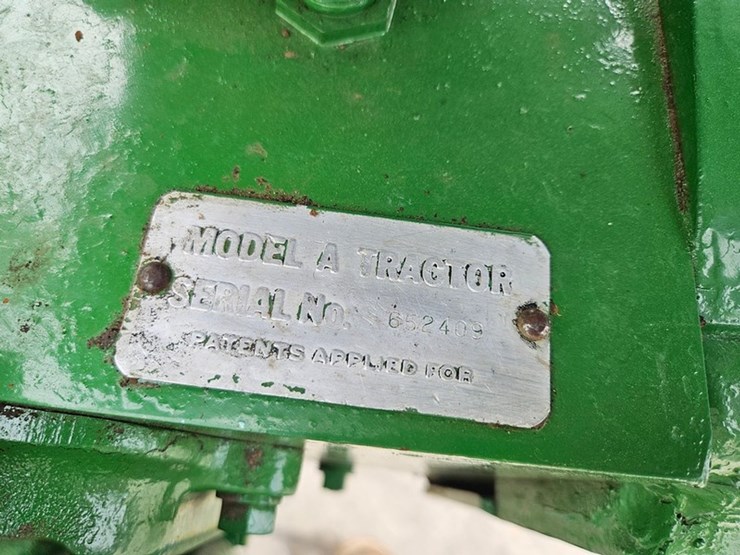 MODEL A TRACTOR
SERIAL NO. 652409
PATENTS APPLIED FOR